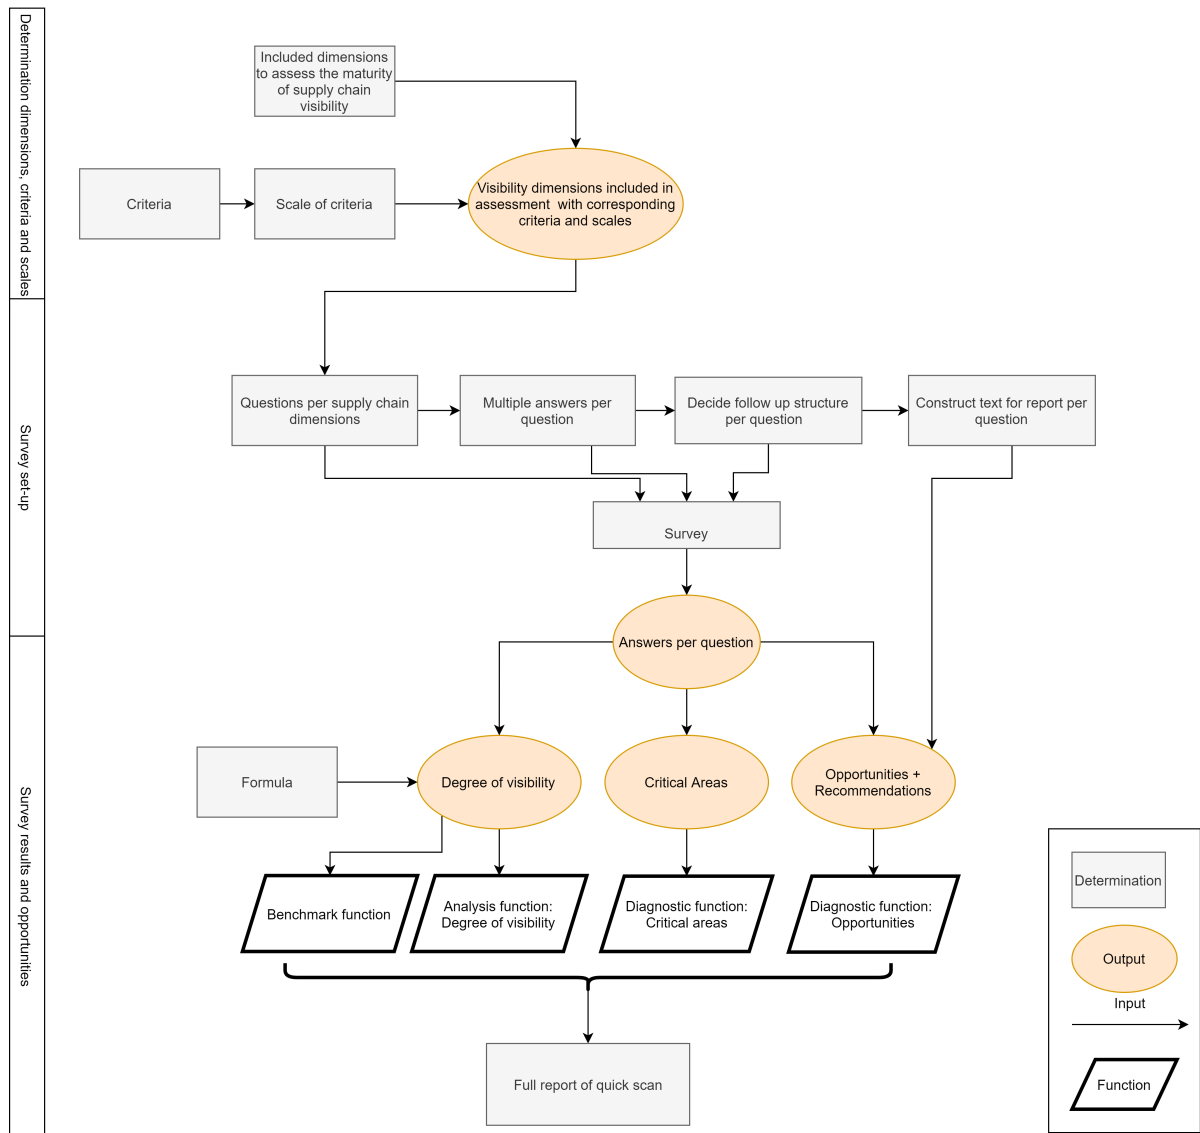 Determination dimensions, criteria and scales
Included dimensions
to assess the maturity
of supply chain
visibility
Criteria
Scale of criteria
Visibility dimensions included in
assessment with corresponding
criteria and scales
Survey set-up
Questions per supply chain
dimensions
Multiple answers per
question
Decide follow up structure
per question
Construct text for report per
question
Survey
Answers per question
Survey results and opportunities
Formula
Degree of visibility
Critical Areas
Opportunities +
Recommendations
Benchmark function
Analysis function:
Degree of visibility
Diagnostic function:
Critical areas
Diagnostic function:
Opportunities
Full report of quick scan
Determination
Output
Input
Function